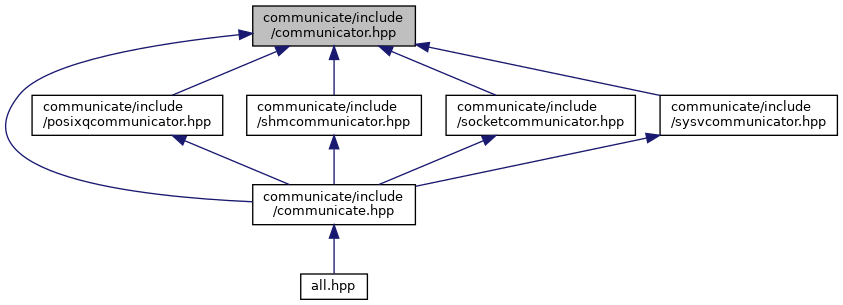 communicate/include
/communicator.hpp
communicate/include
/posixqcommunicator.hpp
communicate/include
/shmcommunicator.hpp
communicate/include
/socketcommunicator.hpp
communicate/include
/sysvcommunicator.hpp
communicate/include
/communicate.hpp
all.hpp